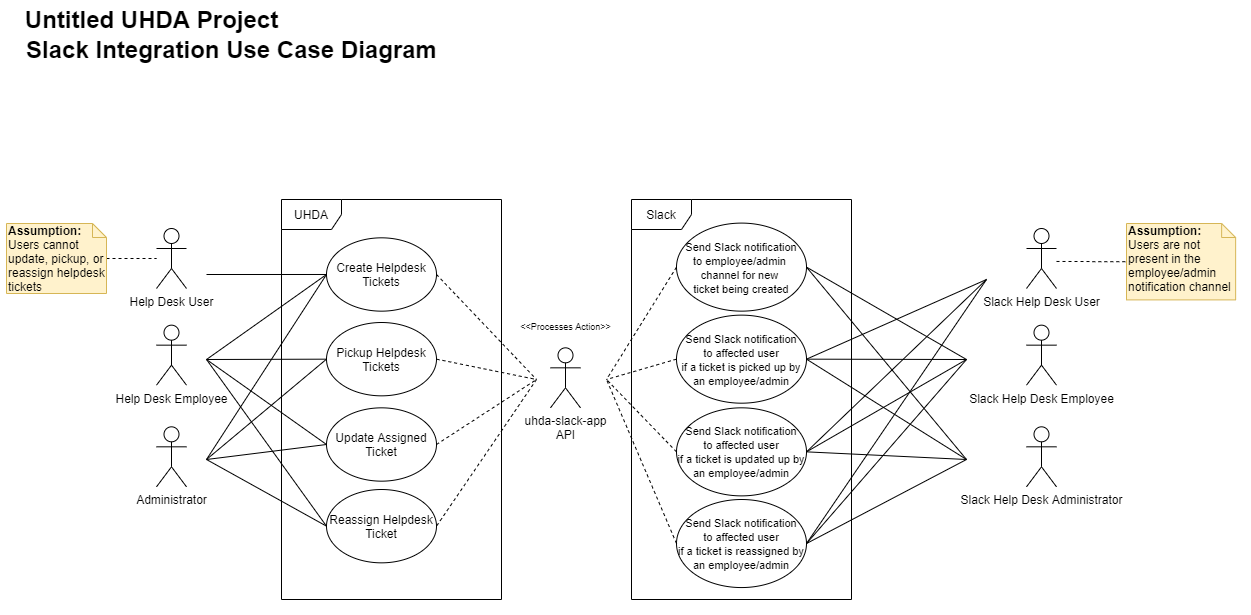 Untitled UHDA Project
Slack Integration Use Case Diagram
Assumption:
Users cannot
update, pickup, or
reassign helpdesk
tickets
Help Desk User
Help Desk Employee
Administrator
UHDA
Create Helpdesk
Tickets
Pickup Helpdesk
Tickets
Update Assigned
Ticket
Reassign Helpdesk
Ticket
<<Processes Action>>
uhda-slack-app
API
Slack
Send Slack notification
to employee/admin
channel for new
ticket being created
Send Slack notification
to affected user
if a ticket is picked up by
an employee/admin
Send Slack notification
to affected user
if a ticket is updated up by
an employee/admin
Send Slack notification
to affected user
if a ticket is reassigned by
an employee/admin
Slack Help Desk User
Slack Help Desk Employee
Slack Help Desk Administrator
Assumption:
Users are not
present in the
employee/admin
notification channel